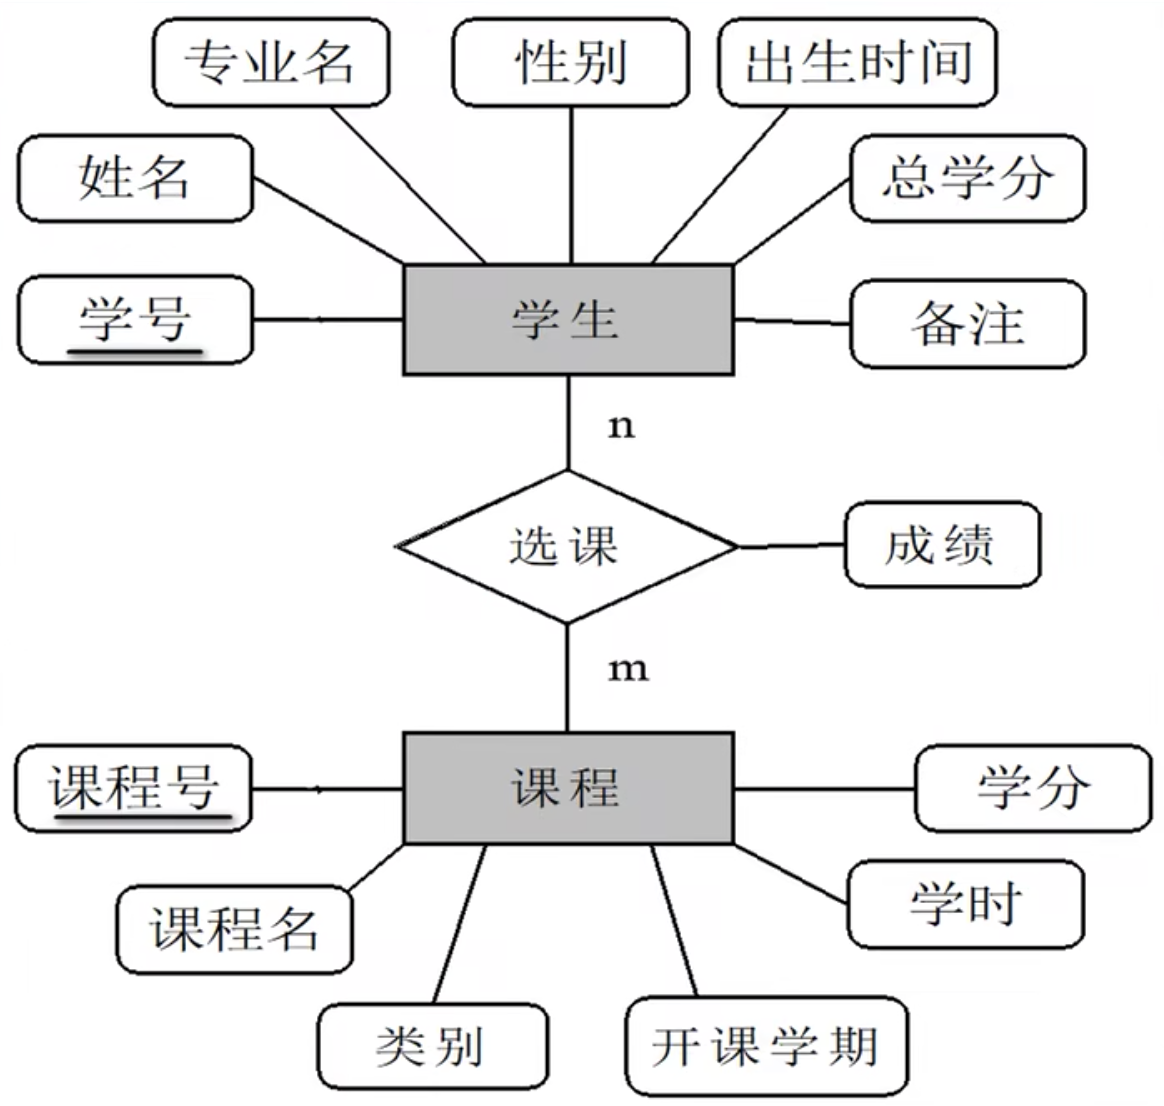 专业名
性别
出生时间
姓名
总学分
学号
学生
备注
n
选课
成绩
m
课程号
课程
学分
课程名
学时
类别
开课学期